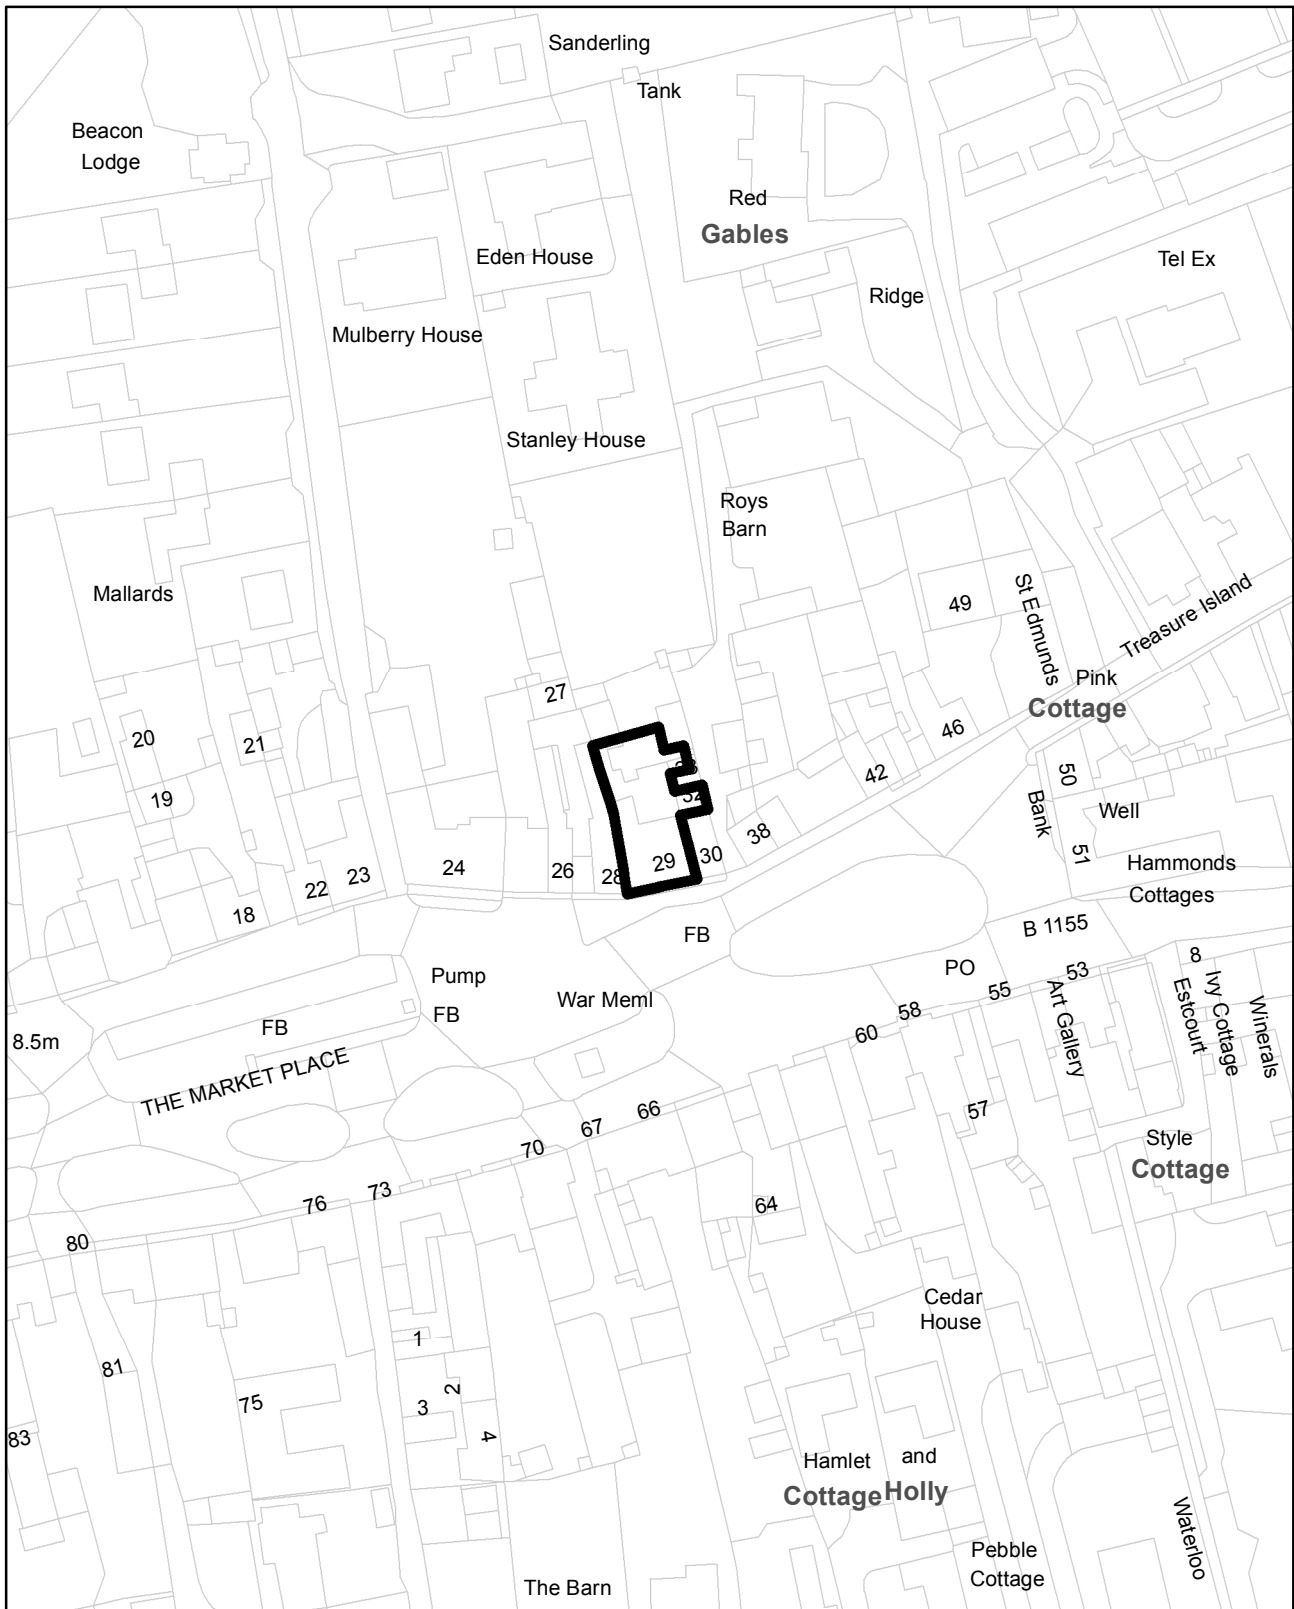 Sanderling
Tank
Beacon
Lodge
Red
Gables
Eden House
Tel Ex
Ridge
Mulberry House
Stanley House
Roys
Barn
Mallards
49
St Edmunds
Treasure Island
Pink
Cottage
27
20
21
46
42
50
19
32
Bank
Well
38
51
30
29
28
26
24
23
22
18
Hammonds
Cottages
FB
B 1155
PO
53
8
Pump
War Meml
FB
FB
55
58
60
Art Gallery
Estcourt
Ivy Cottage
Winerals
8.5m
THE MARKET PLACE
66
67
70
57
Style
Cottage
73
76
64
80
Cedar
House
1
81
2
3
75
4
83
Hamlet
and
Cottage
Holly
Waterloo
Pebble
Cottage
The Barn